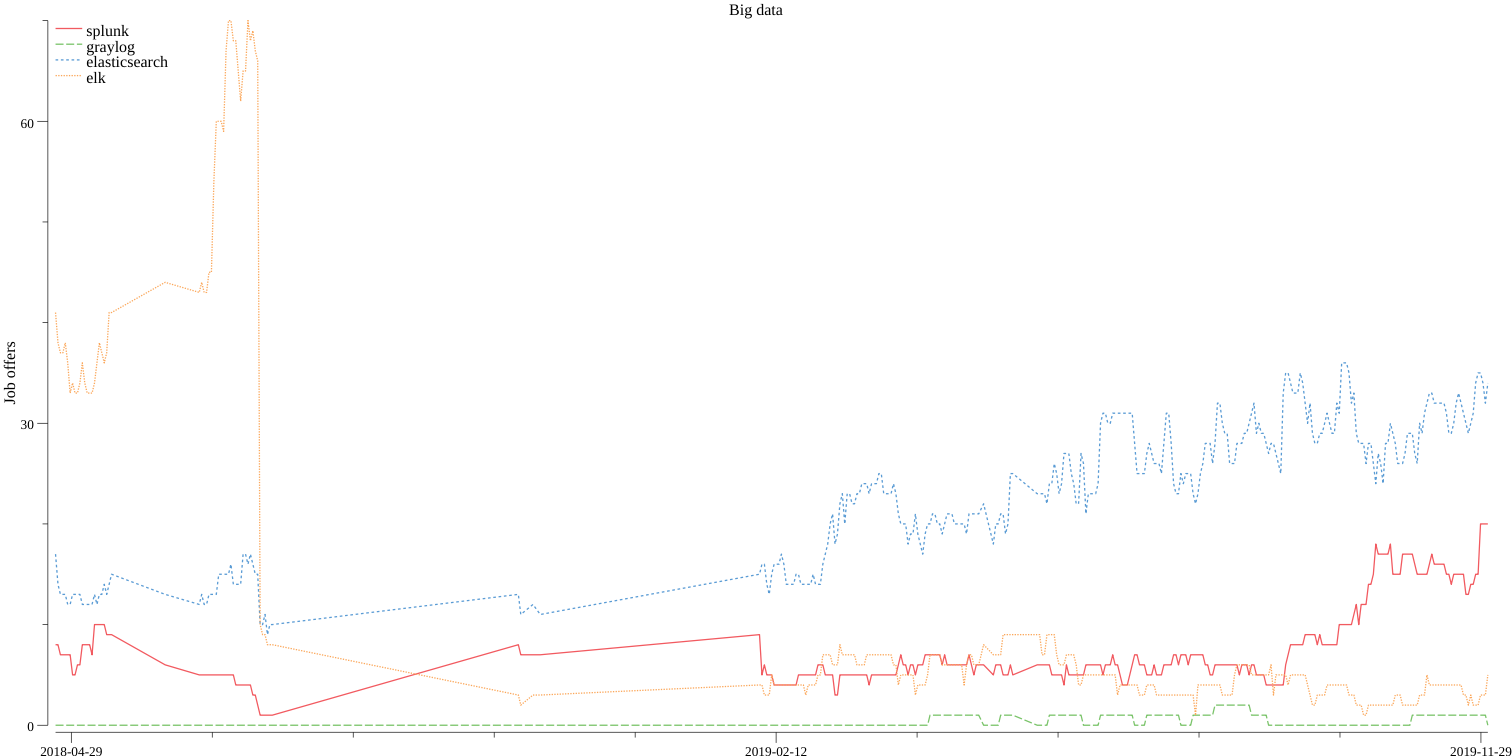 Big data
splunk
graylog
elasticsearch
elk
60
30
0
Job offers
2018-04-29
2019-02-12
2019-11-29